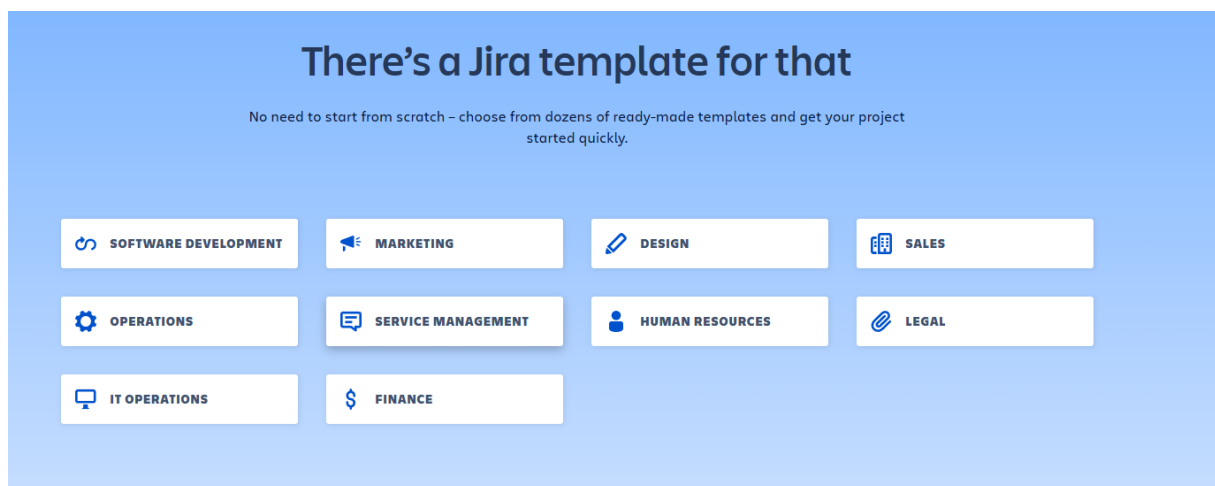 There’s a Jira template for that
No need to start from scratch – choose from dozens of ready-made templates and get your project
started quickly.
SOFTWARE DEVELOPMENT
MARKETING
DESIGN
SALES
OPERATIONS
SERVICE MANAGEMENT
HUMAN RESOURCES
LEGAL
IT OPERATIONS
FINANCE